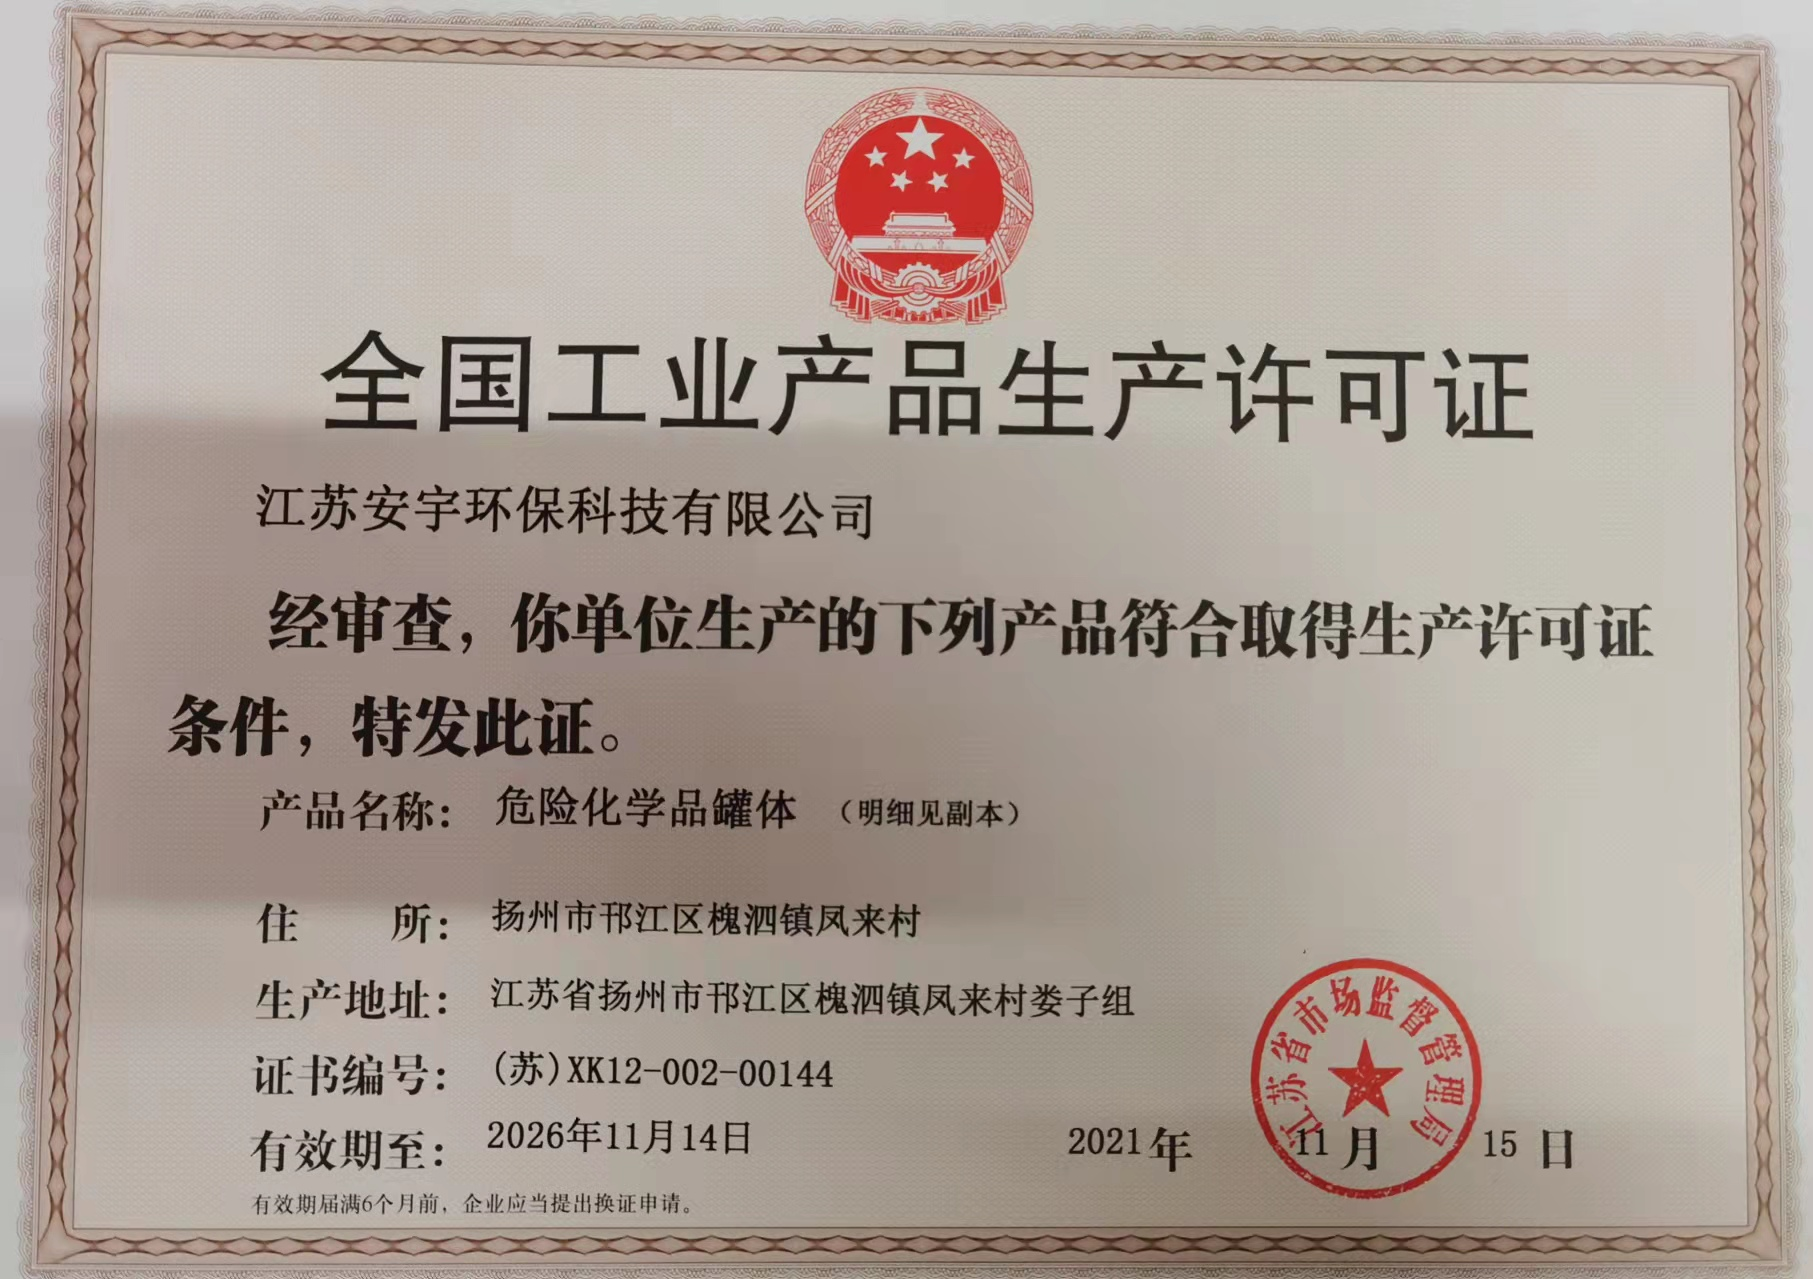 全国工业产品生产许可证
江苏安宇环保科技有限公司
经审查，你单位生产的下列产品符合取得生产许可证
条件，特发此证。
产品名称： 危险化学品罐体 （明细见副本）
住 所： 扬州市邗江区槐泗镇凤来村
生产地址： 江苏省扬州市邗江区槐泗镇凤来村娄子组
证书编号： (苏)XK12-002-00144
有效期至： 2026年11月14日
2021年 11月 15日
江苏省市场监督管理局
有效期届满6个月前，企业应当提出换证申请。